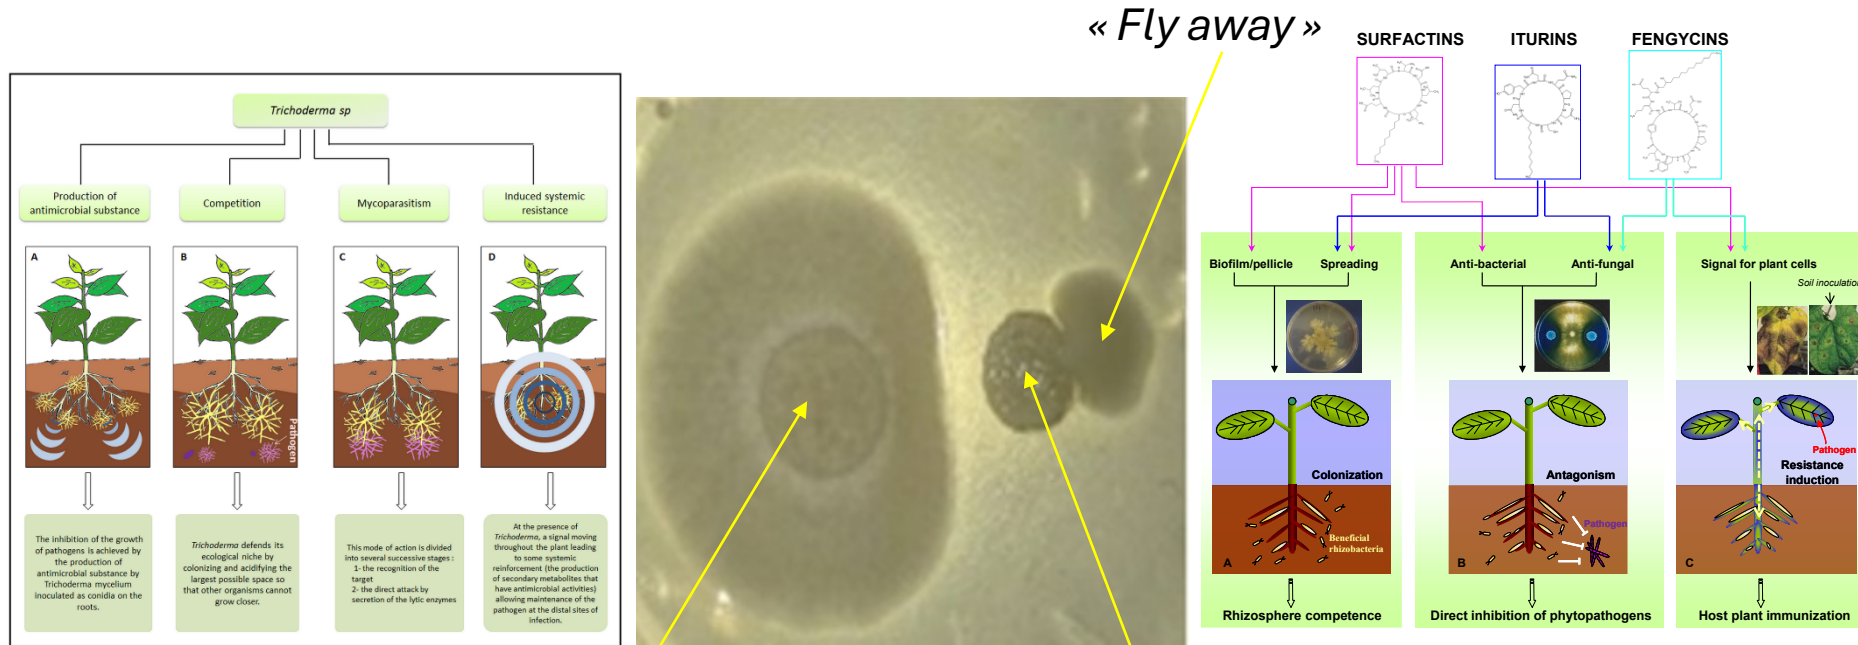 « Fly away »
Trichoderma sp
Production of
antimicrobial substance
Competition
Mycoparasitism
Induced systemic
resistance
A
B
C
D
Pathogen
The inhibition of the growth
of pathogens is achieved by
the production of
antimicrobial substance by
Trichoderma mycelium
inoculated as conidia on the
roots.
Trichoderma defends its
ecological niche by
colonizing and acidifying the
largest possible space so
that other organisms cannot
grow closer.
This mode of action is divided
into several successive stages :
1- the recognition of the
target
2- the direct attack by
secretion of the lytic enzymes
At the presence of
Trichoderma, a signal moving
throughout the plant leading
to some systemic
reinforcement (the production
of secondary metabolites that
have antimicrobial activities)
allowing maintenance of the
pathogen at the distal sites of
infection.
SURFACTINS
ITURINS
FENGYCINS
Biofilm/pellicle
Spreading
Anti-bacterial
Anti-fungal
Signal for plant cells
Soil inoculation
Colonization
Beneficial
rhizobacteria
A
Antagonism
Pathogen
B
Pathogen
Resistance
induction
C
Rhizosphere competence
Direct inhibition of phytopathogens
Host plant immunization